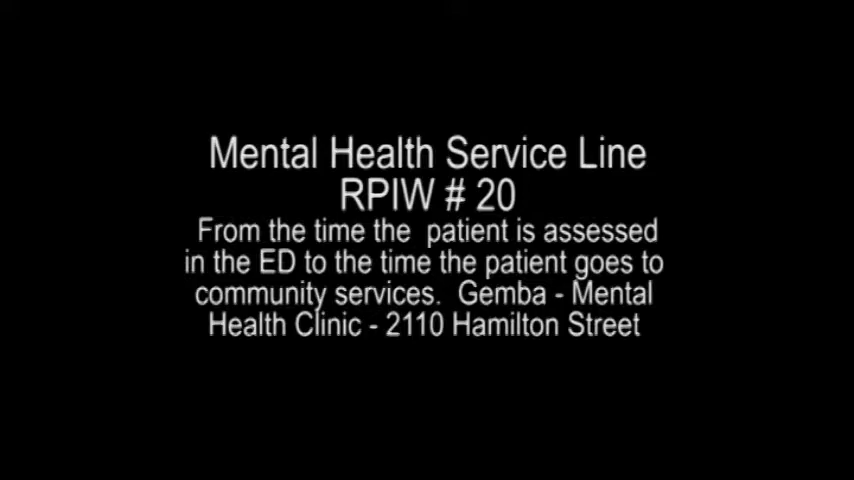 Mental Health Service Line
RPIW # 20
From the time the patient is assessed
in the ED to the time the patient goes to
community services. Gemba - Mental
Health Clinic - 2110 Hamilton Street